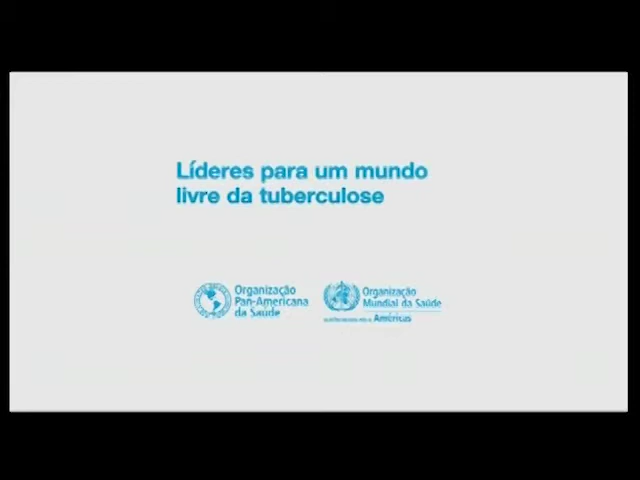 Líderes para um mundo
livre da tuberculose
Organização
Pan-Americana
da Saúde
Organização
Mundial da Saúde
Américas